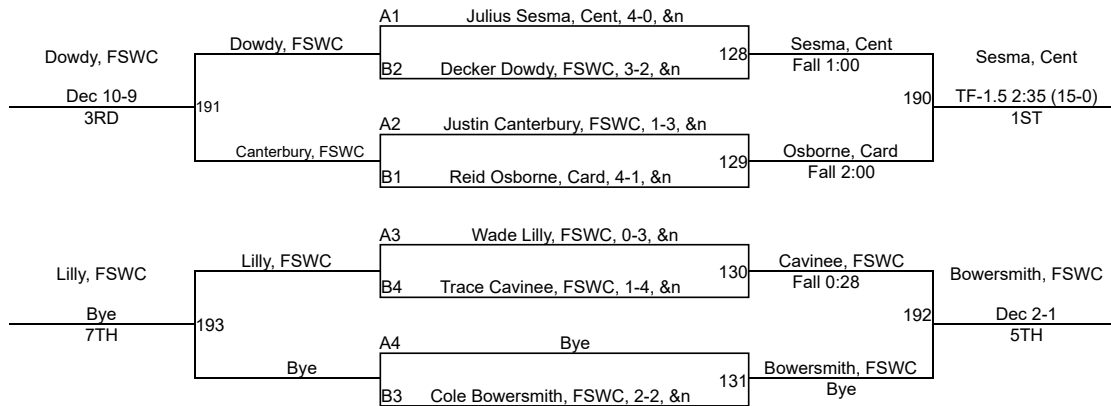 A1 Julius Sesma, Cent, 4-0, &n
Dowdy, FSWC Dowdy, FSWC 128 Sesma, Cent Sesma, Cent
B2 Decker Dowdy, FSWC, 3-2, &n Fall 1:00
Dec 10-9 191 190 TF-1.5 2:35 (15-0)
3RD A2 Justin Canterbury, FSWC, 1-3, &n 1ST
Canterbury, FSWC 129 Osborne, Card
B1 Reid Osborne, Card, 4-1, &n Fall 2:00
A3 Wade Lilly, FSWC, 0-3, &n
Lilly, FSWC Lilly, FSWC 130 Cavinee, FSWC Bowersmith, FSWC
B4 Trace Cavinee, FSWC, 1-4, &n Fall 0:28
Bye 193 192 Dec 2-1
7TH A4 Bye 5TH
Bye 131 Bowersmith, FSWC
B3 Cole Bowersmith, FSWC, 2-2, &n Bye